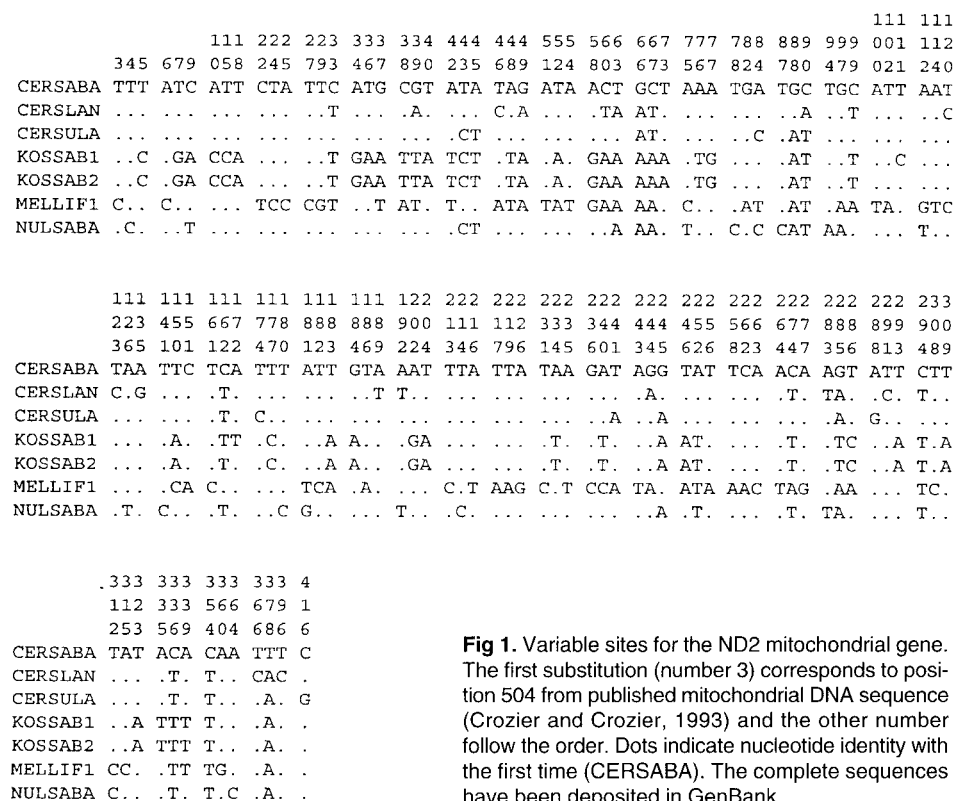 111 111
111 222 223 333 334 444 444 555 566 667 777 788 889 999 001 112
345 679 058 245 793 467 890 235 689 124 803 673 567 824 780 479 021 240
CERSABA TTT ATC ATT CTA TTC ATG CGT ATA TAG ATA ACT GCT AAA TGA TGC TGC ATT AAT
CERSLAN ... ... ... ... ..T ... .A. ... C.A ... .TA AT. ... ... ..A ..T ... ..C
CERSULA ... ... ... ... ... ... ... .CT ... ... ... AT. ... ..C .AT ... ... ...
KOSSAB1 ..C .GA CCA ... ..T GAA TTA TCT .TA .A. GAA AAA .TG ... .AT ..T ..C ...
KOSSAB2 ..C .GA CCA ... ..T GAA TTA TCT .TA .A. GAA AAA .TG ... .AT ..T ... ...
MELLIF1 C.. C.. ... TCC CGT ..T AT. T.. ATA TAT GAA AA. C.. .AT .AT .AA TA. GTC
NULSABA .C. ..T ... ... ... ... ... .CT ... ... ..A AA. T.. C.C CAT AA. ... T..
111 111 111 111 111 111 122 222 222 222 222 222 222 222 222 222 222 233
223 455 667 778 888 888 900 111 112 333 344 444 455 566 677 888 899 900
365 101 122 470 123 469 224 346 796 145 601 345 626 823 447 356 813 489
CERSABA TAA TTC TCA TTT ATT GTA AAT TTA TTA TAA GAT AGG TAT TCA ACA AGT ATT CTT
CERSLAN C.G ... .T. ... ... ..T T.. ... ... ... ... .A. ... ... .T. TA. .C. T..
CERSULA ... ... .T. C.. ... ... ... ... ... ... ..A ..A ... ... ... .A. G.. ...
KOSSAB1 ... .A. .TT .C. ..A A.. .GA ... ... .T. .T. ..A AT. ... .T. .TC ..A T.A
KOSSAB2 ... .A. .T. .C. ..A A.. .GA ... ... .T. .T. ..A AT. ... .T. .TC ..A T.A
MELLIF1 ... .CA C.. ... TCA .A. ... C.T AAG C.T CCA TA. ATA AAC TAG .AA ... TC.
NULSABA .T. C.. .T. ..C G.. ... T.. .C. ... ... ... ..A .T. ... .T. TA. ... T..
333 333 333 333 4
112 333 566 679 1
253 569 404 686 6
CERSABA TAT ACA CAA TTT C
CERSLAN ... .T. T.. CAC .
CERSULA ... .T. T.. .A. G
KOSSAB1 ..A TTT T.. .A. .
KOSSAB2 ..A TTT T.. .A. .
MELLIF1 CC. .TT TG. .A. .
NULSABA C.. .T. T.C .A. .
Fig 1. Variable sites for the ND2 mitochondrial gene.
The first substitution (number 3) corresponds to posi-
tion 504 from published mitochondrial DNA sequence
(Crozier and Crozier, 1993) and the other number
follow the order. Dots indicate nucleotide identity with
the first time (CERSABA). The complete sequences
have been deposited in GenBank.